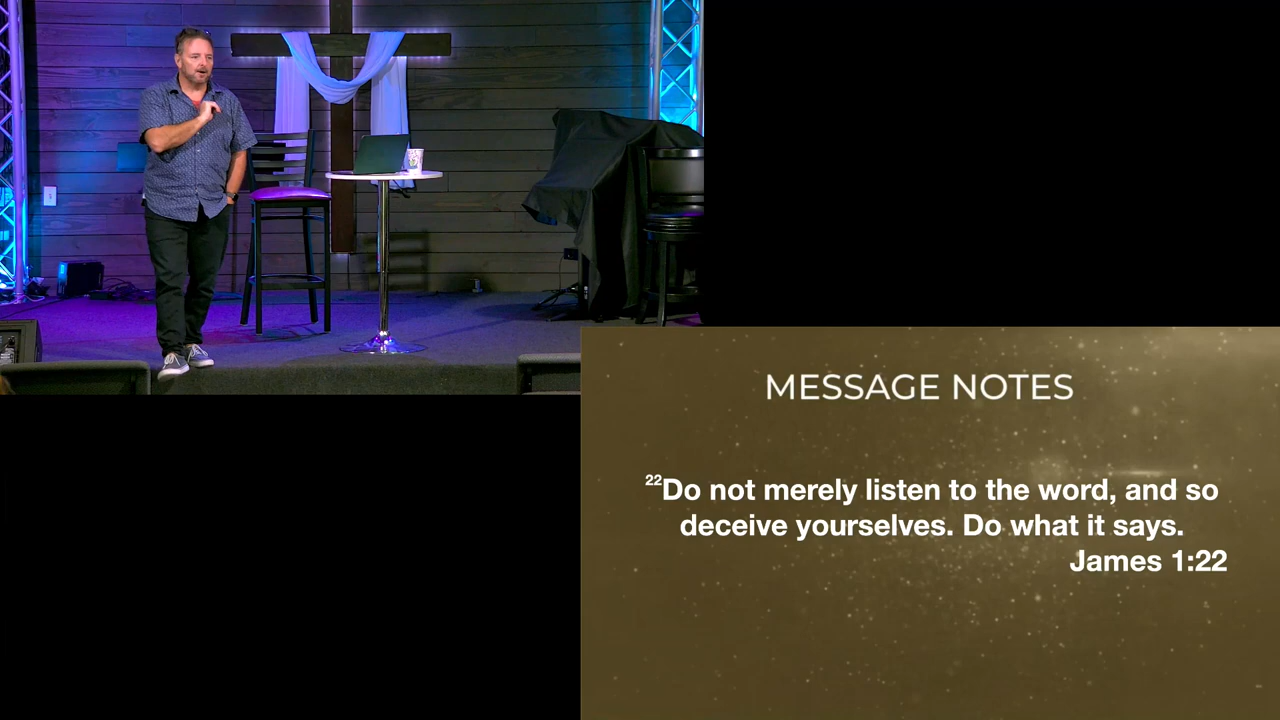 MESSAGE NOTES
²²Do not merely listen to the word, and so
deceive yourselves. Do what it says.
James 1:22